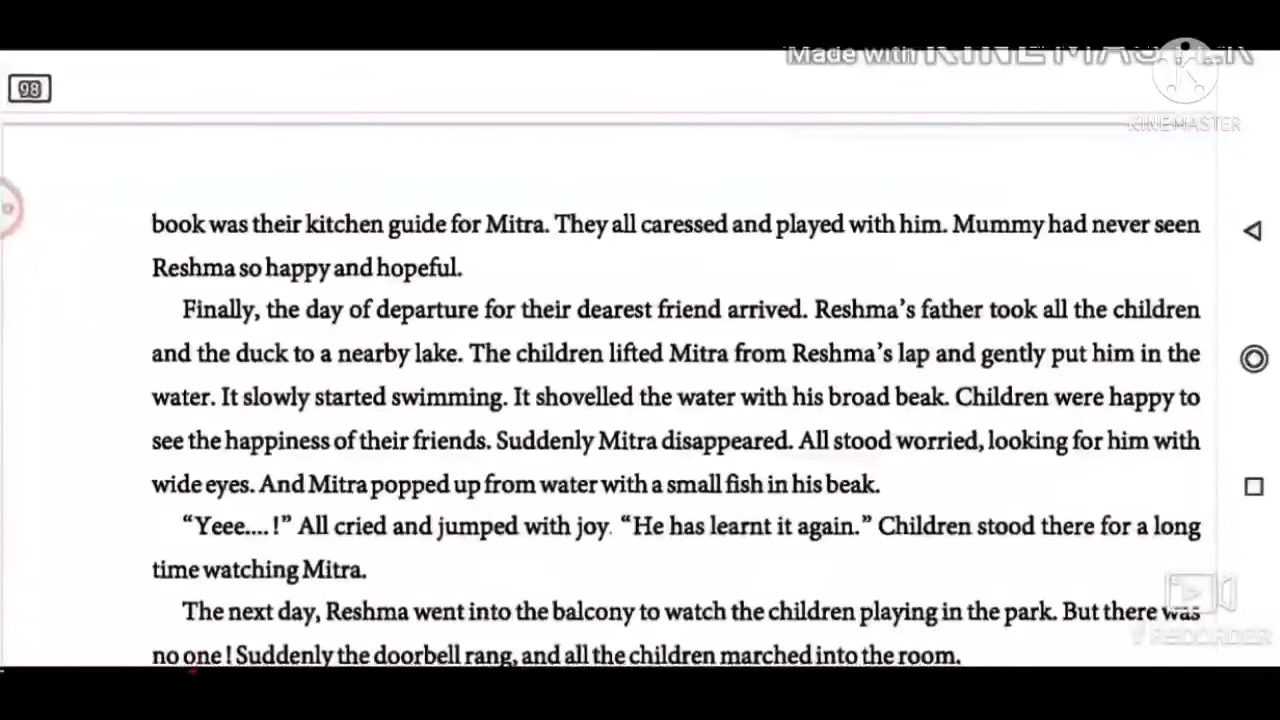 Made with KINEMASTER
98
KINEMASTER
book was their kitchen guide for Mitra. They all caressed and played with him. Mummy had never seen
Reshma so happy and hopeful.
Finally, the day of departure for their dearest friend arrived. Reshma’s father took all the children
and the duck to a nearby lake. The children lifted Mitra from Reshma’s lap and gently put him in the
water. It slowly started swimming. It shovelled the water with his broad beak. Children were happy to
see the happiness of their friends. Suddenly Mitra disappeared. All stood worried, looking for him with
wide eyes. And Mitra popped up from water with a small fish in his beak.
“Yeee....!” All cried and jumped with joy. “He has learnt it again.” Children stood there for a long
time watching Mitra.
The next day, Reshma went into the balcony to watch the children playing in the park. But there was
no one ! Suddenly the doorbell rang, and all the children marched into the room.
RECORDER